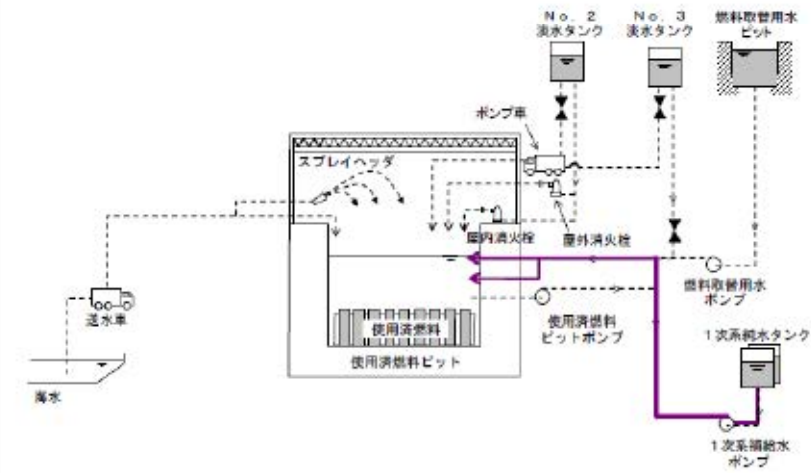 No. 2
淡水タンク
No. 3
淡水タンク
燃料取替用水
ピット
ポンプ車
スプレイヘッダ
屋内消火栓
屋外消火栓
燃料取替用水
ポンプ
送水車
使用済燃料
使用済燃料
ピットポンプ
1次系純水タンク
使用済燃料ピット
海水
1次系補給水
ポンプ